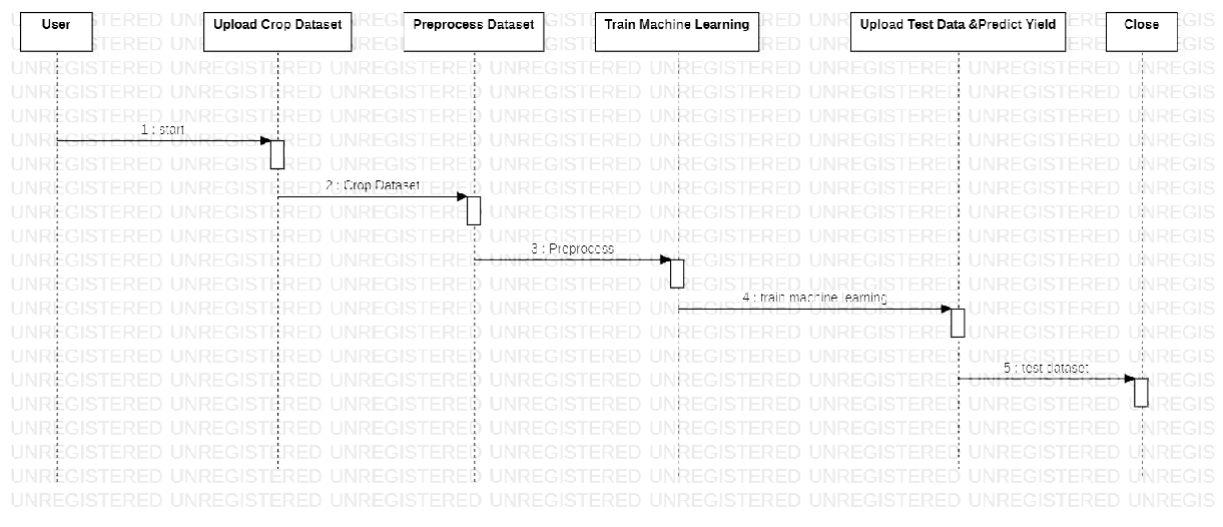 User
Upload Crop Dataset
Preprocess Dataset
Train Machine Learning
Upload Test Data &Predict Yield
Close
1 : start
2 : Crop Dataset
3 : Preprocess
4 : train machine learning
5 : test dataset
UNREGISTERED